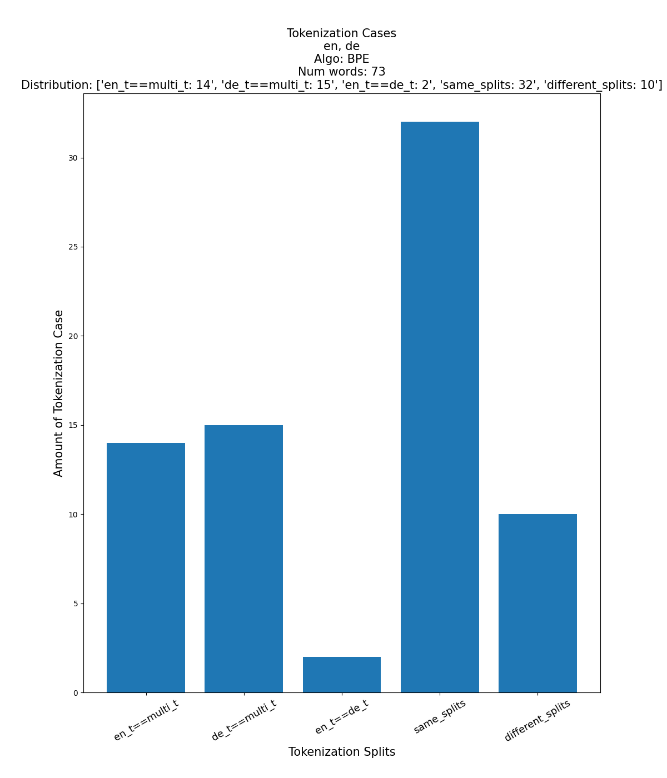 Tokenization Cases
en, de
Algo: BPE
Num words: 73
Distribution: ['en_t==multi_t: 14', 'de_t==multi_t: 15', 'en_t==de_t: 2', 'same_splits: 32', 'different_splits: 10']
Amount of Tokenization Case
30
25
20
15
10
5
0
en_t==multi_t
de_t==multi_t
en_t==de_t
same_splits
different_splits
Tokenization Splits